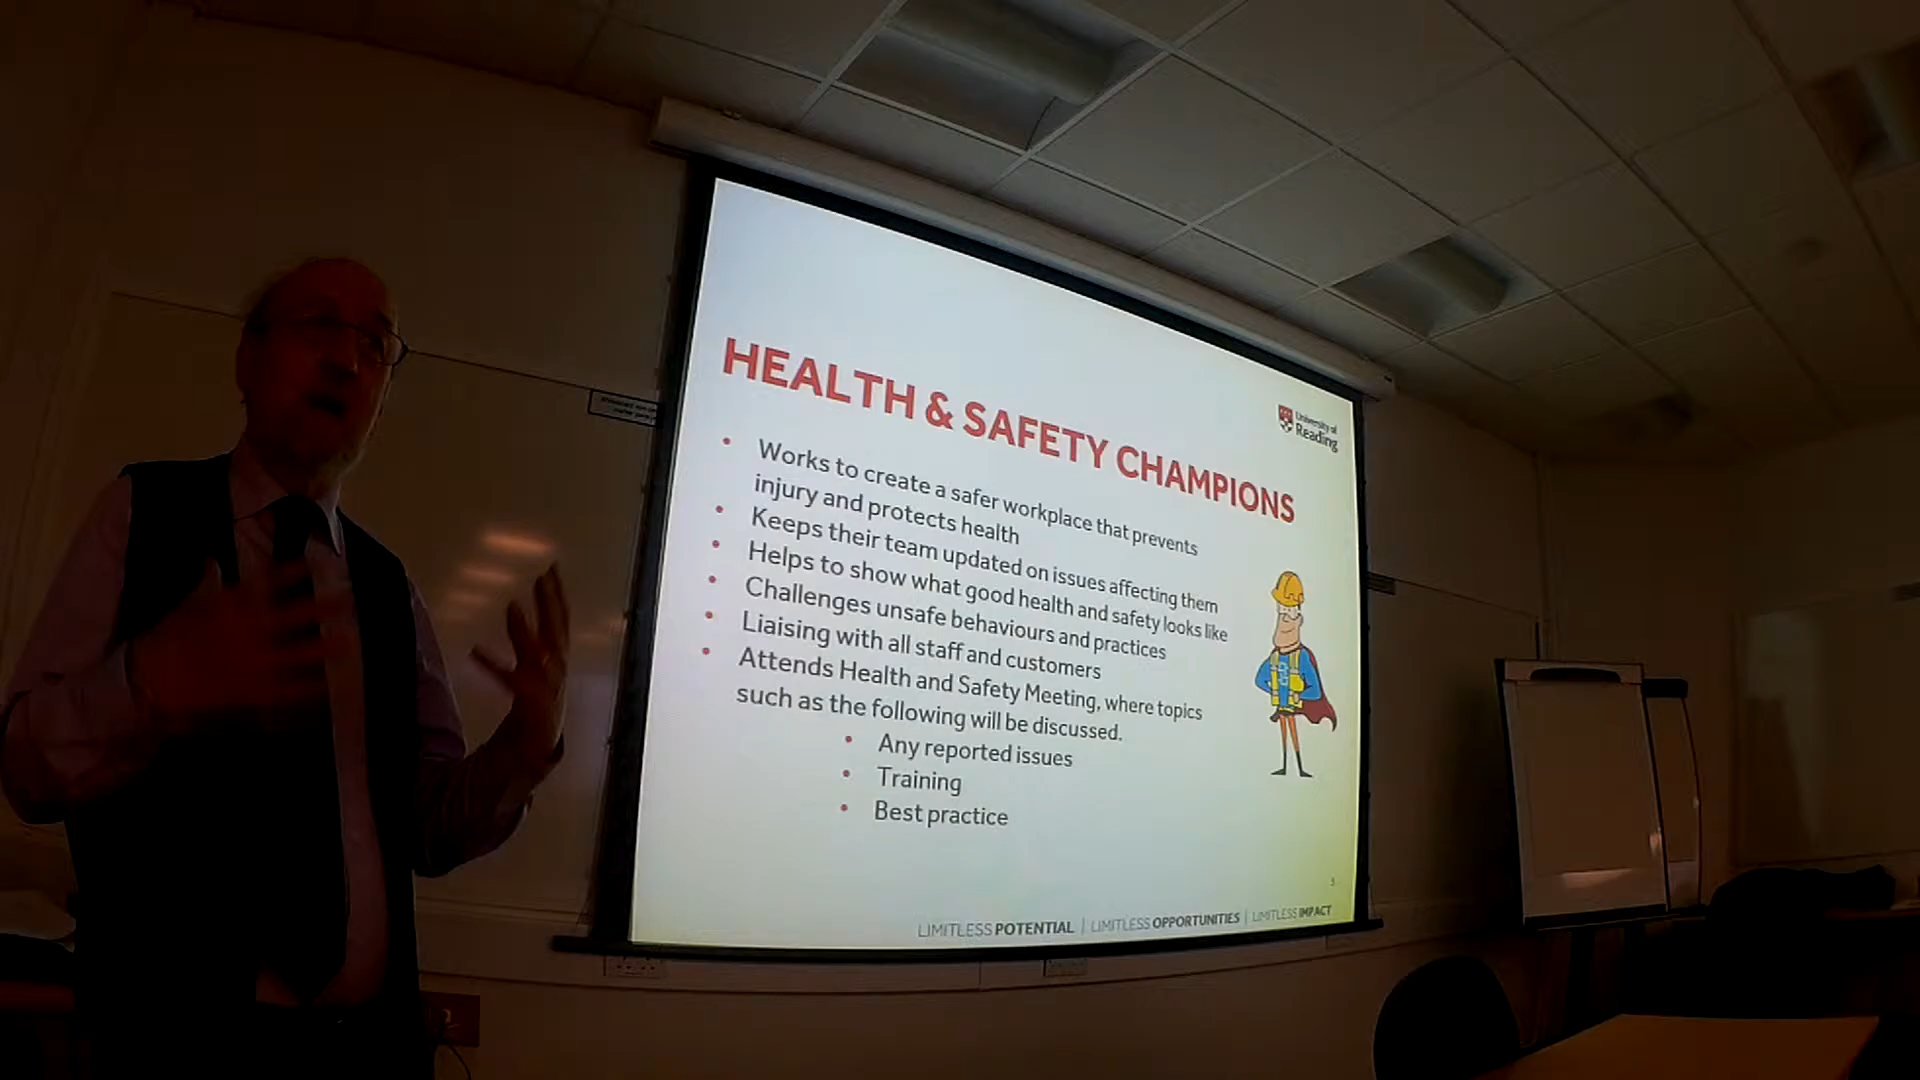 HEALTH & SAFETY CHAMPIONS
University of
Reading
• Works to create a safer workplace that prevents
injury and protects health
• Keeps their team updated on issues affecting them
• Helps to show what good health and safety looks like
• Challenges unsafe behaviours and practices
• Liaising with all staff and customers
• Attends Health and Safety Meeting, where topics
such as the following will be discussed.
• Any reported issues
• Training
• Best practice
LIMITLESS POTENTIAL | LIMITLESS OPPORTUNITIES | LIMITLESS IMPACT